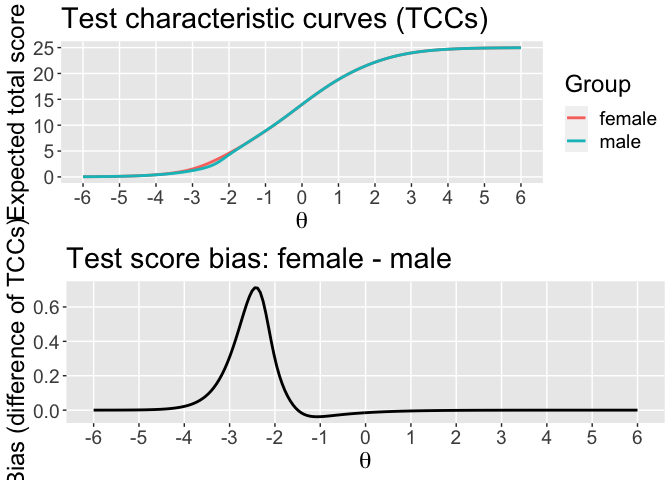 Test characteristic curves (TCCs)
Expected total score
25
20
15
10
5
0
-6 -5 -4 -3 -2 -1 0 1 2 3 4 5 6
θ
Group
female
male
Test score bias: female - male
Bias (difference of TCCs)
0.6
0.4
0.2
0.0
-6 -5 -4 -3 -2 -1 0 1 2 3 4 5 6
θ